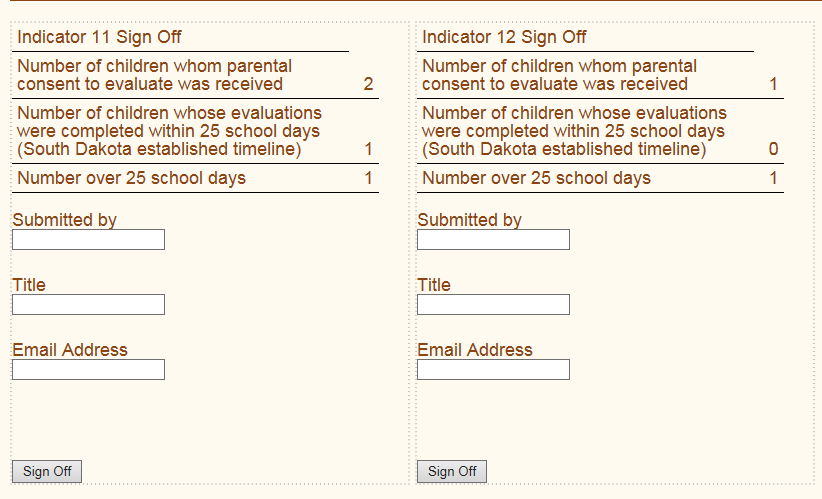 Indicator 11 Sign Off
Number of children whom parental
consent to evaluate was received 2
Number of children whose evaluations
were completed within 25 school days
(South Dakota established timeline) 1
Number over 25 school days 1
Submitted by
Title
Email Address
Sign Off
Indicator 12 Sign Off
Number of children whom parental
consent to evaluate was received 1
Number of children whose evaluations
were completed within 25 school days
(South Dakota established timeline) 0
Number over 25 school days 1
Submitted by
Title
Email Address
Sign Off